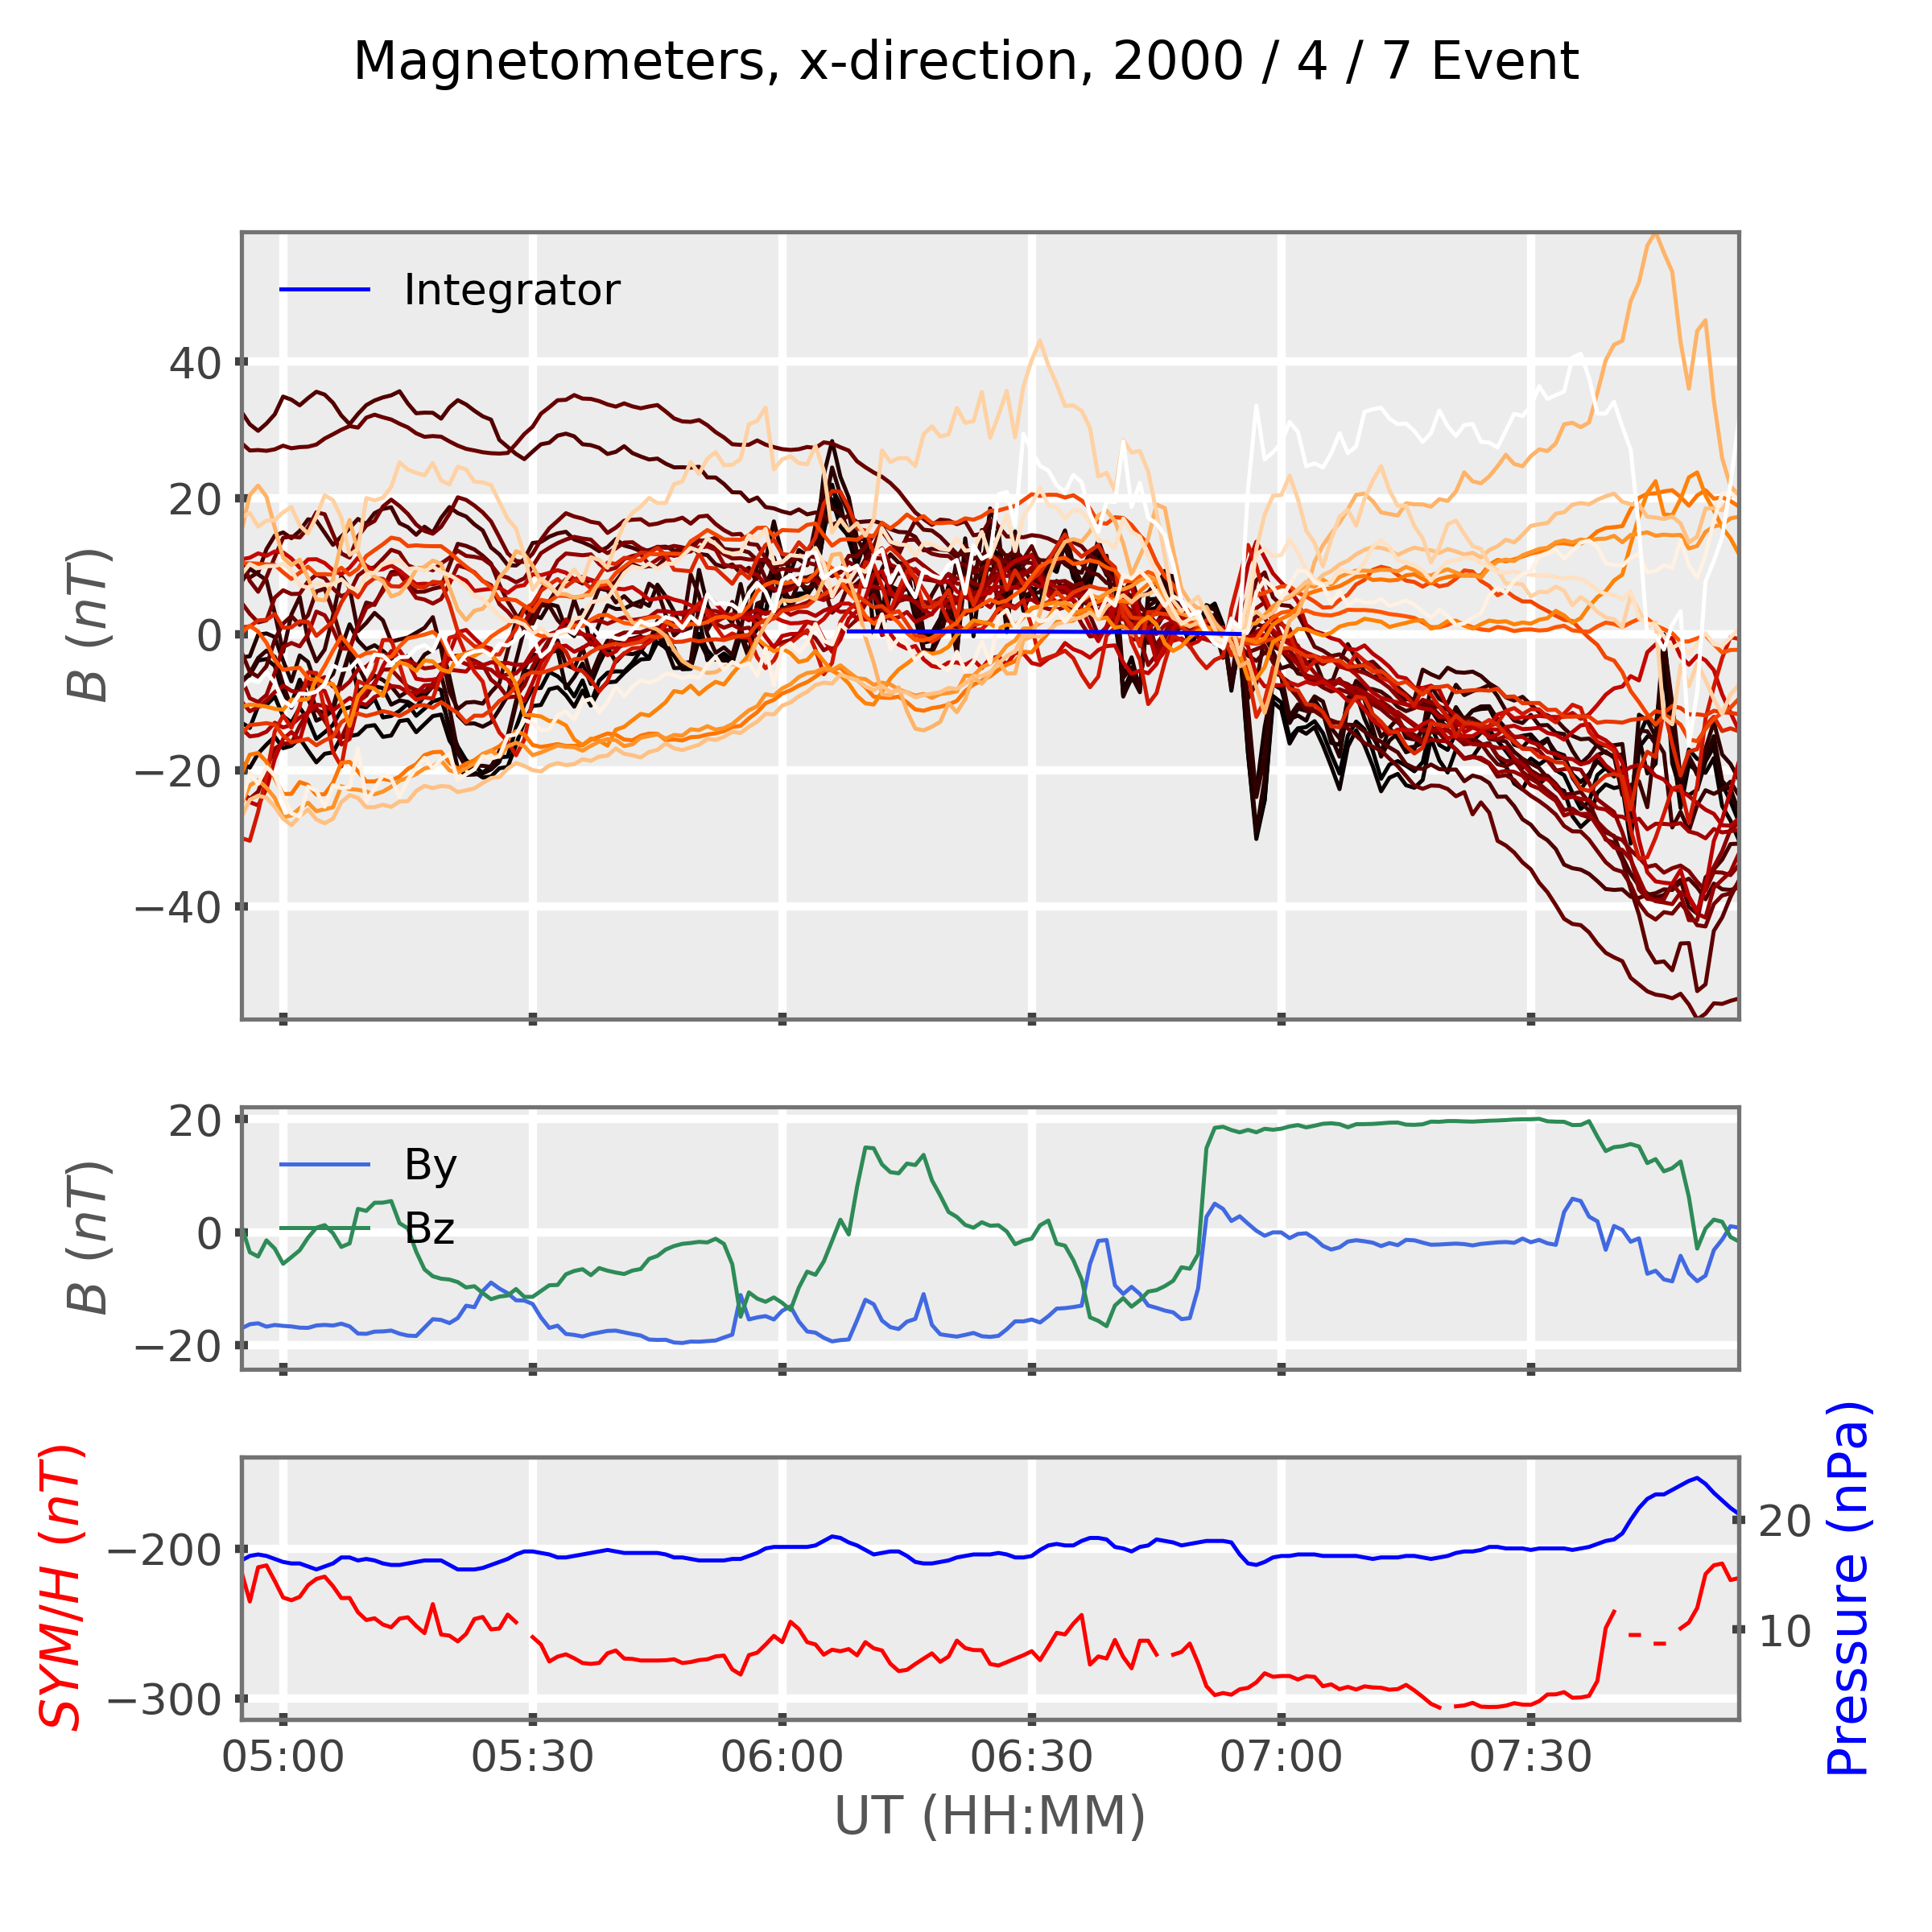 Magnetometers, x-direction, 2000 / 4 / 7 Event
Integrator
40
20
0
−20
−40
B (nT)
By
Bz
20
0
−20
B (nT)
−200
−300
SYM/H (nT)
20
10
Pressure (nPa)
05:00 05:30 06:00 06:30 07:00 07:30
UT (HH:MM)